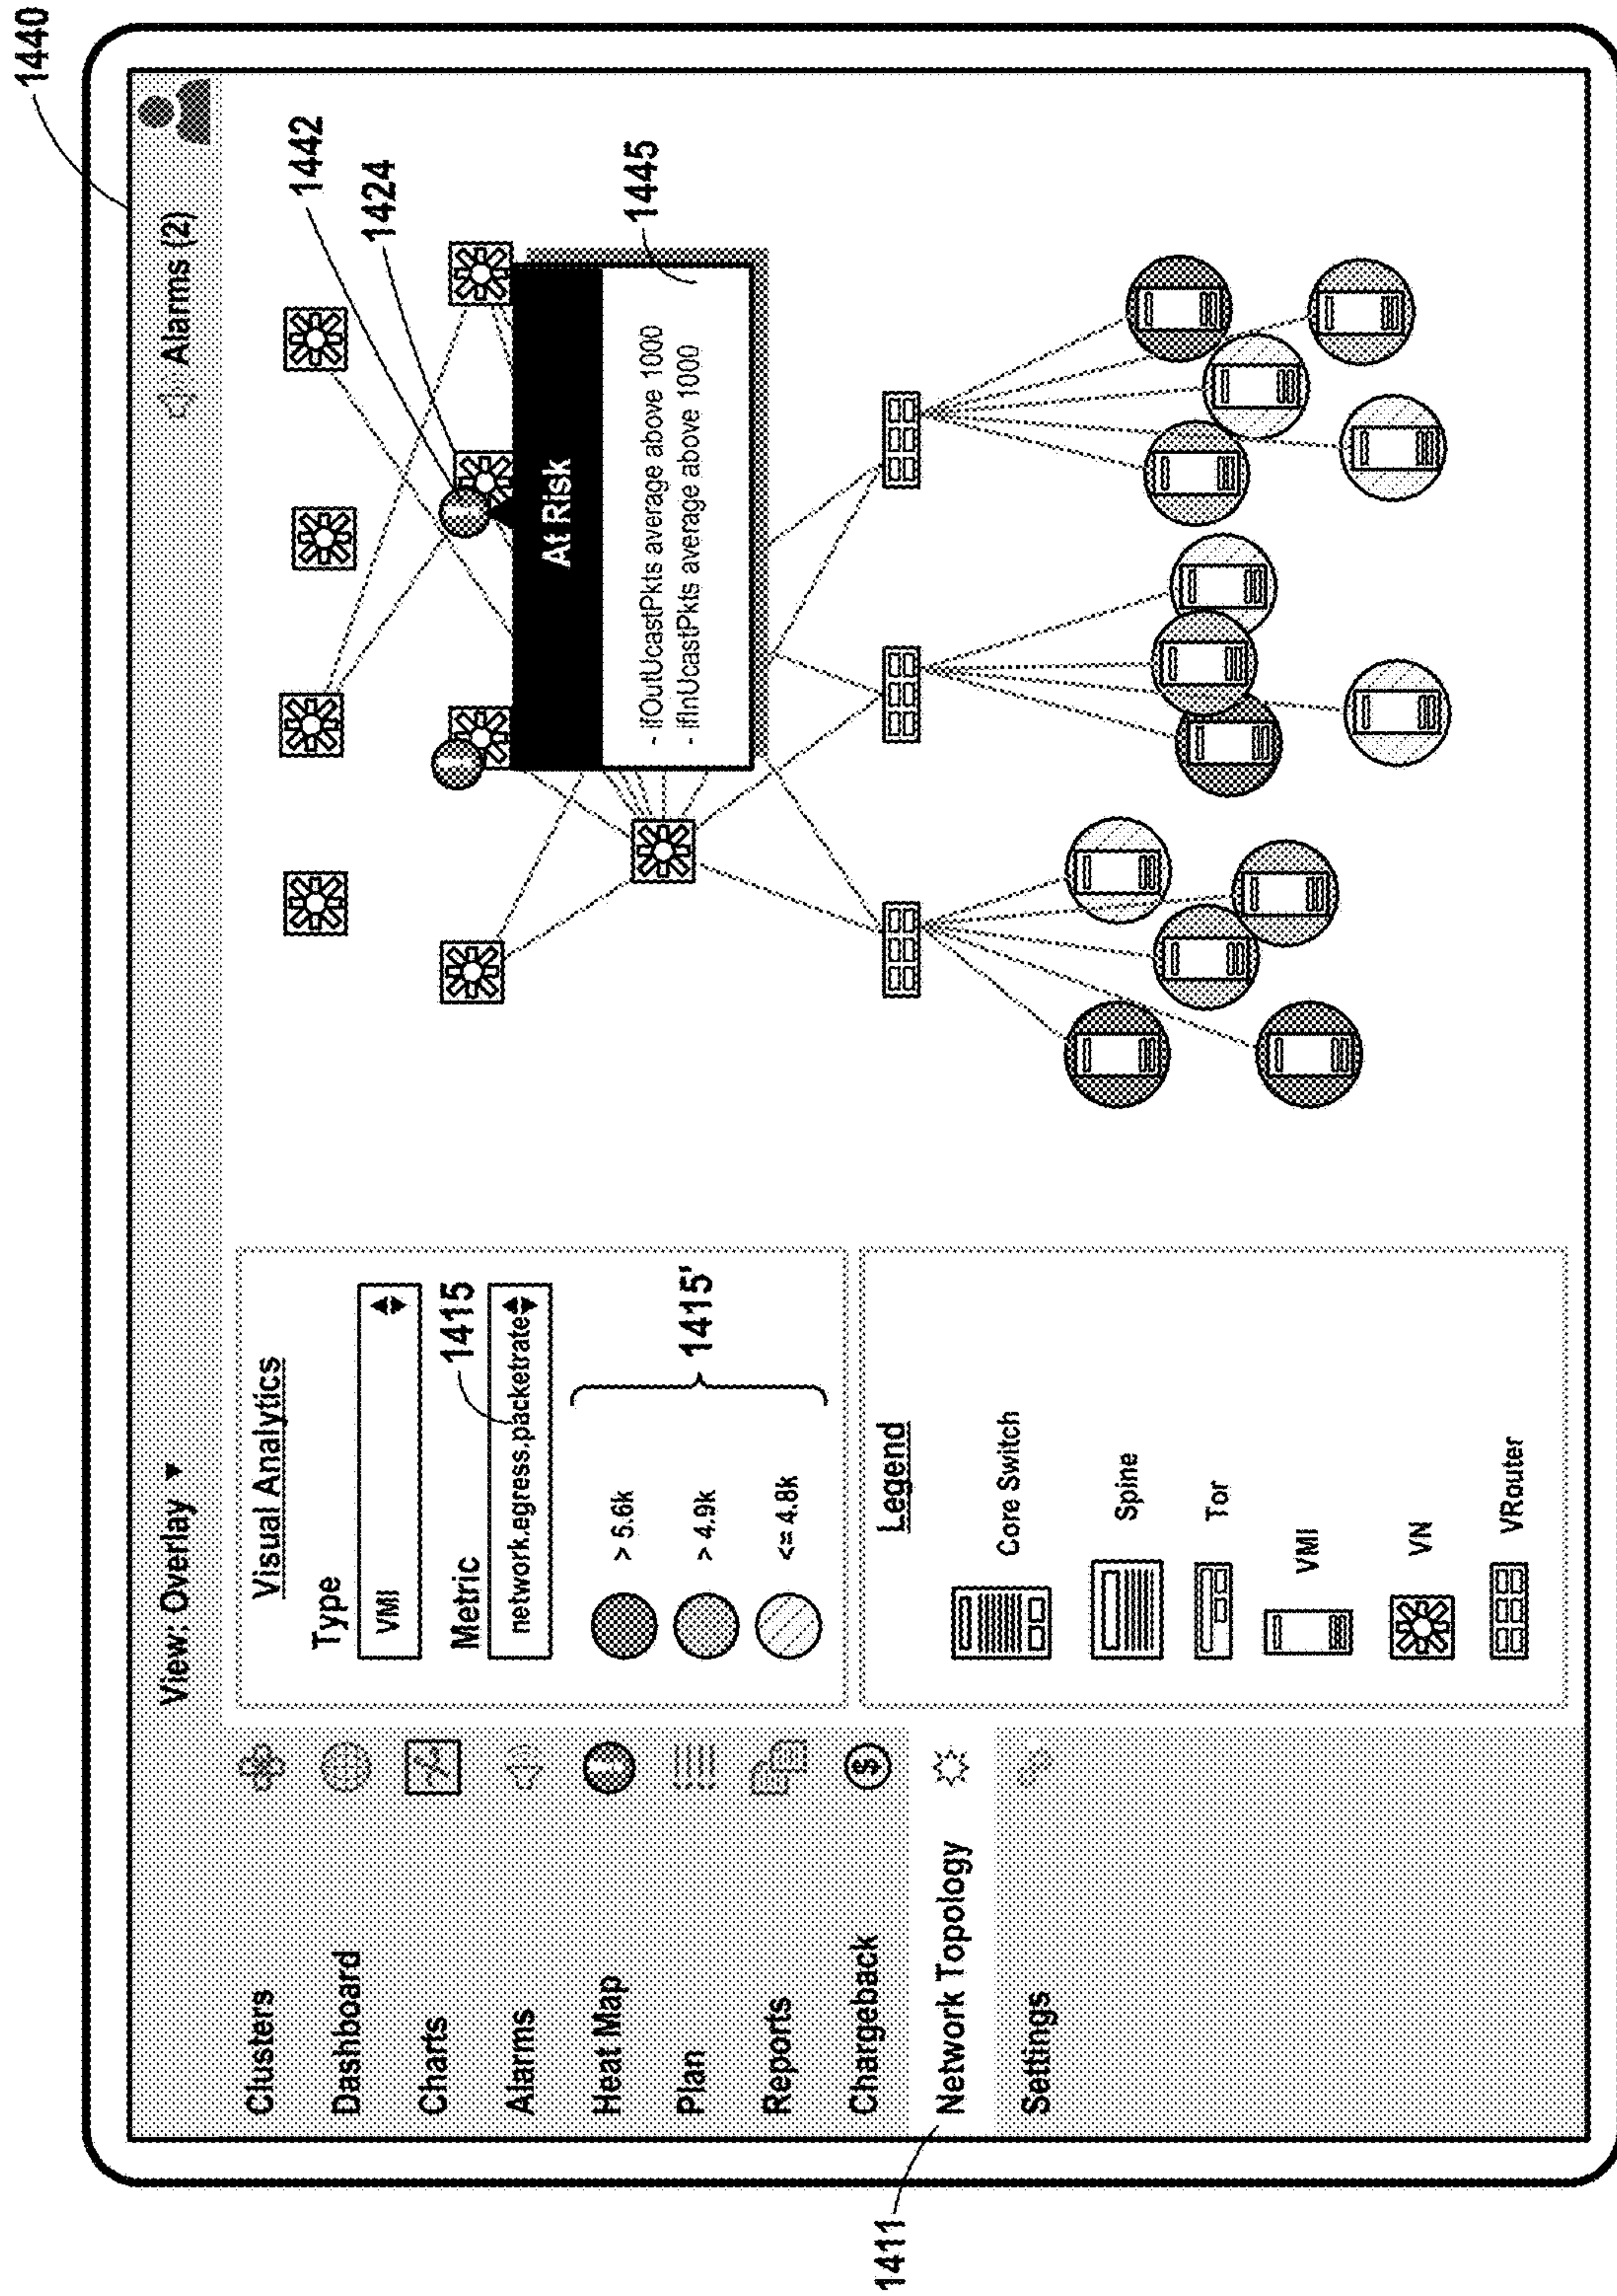 1440
View: Overlay ▼
Alarms (2)
Clusters
Dashboard
Charts
Alarms
Heat Map
Plan
Reports
Chargeback
$
Network Topology
1411
Settings
Visual Analytics
Type
VMI
Metric
1415
network.egress.packetrate
> 5.6k
> 4.9k
<= 4.8k
1415'
Legend
Core Switch
Spine
Tor
VMI
VN
VRouter
1442
1424
At Risk
- ifOutUcastPkts average above 1000
- ifInUcastPkts average above 1000
1445